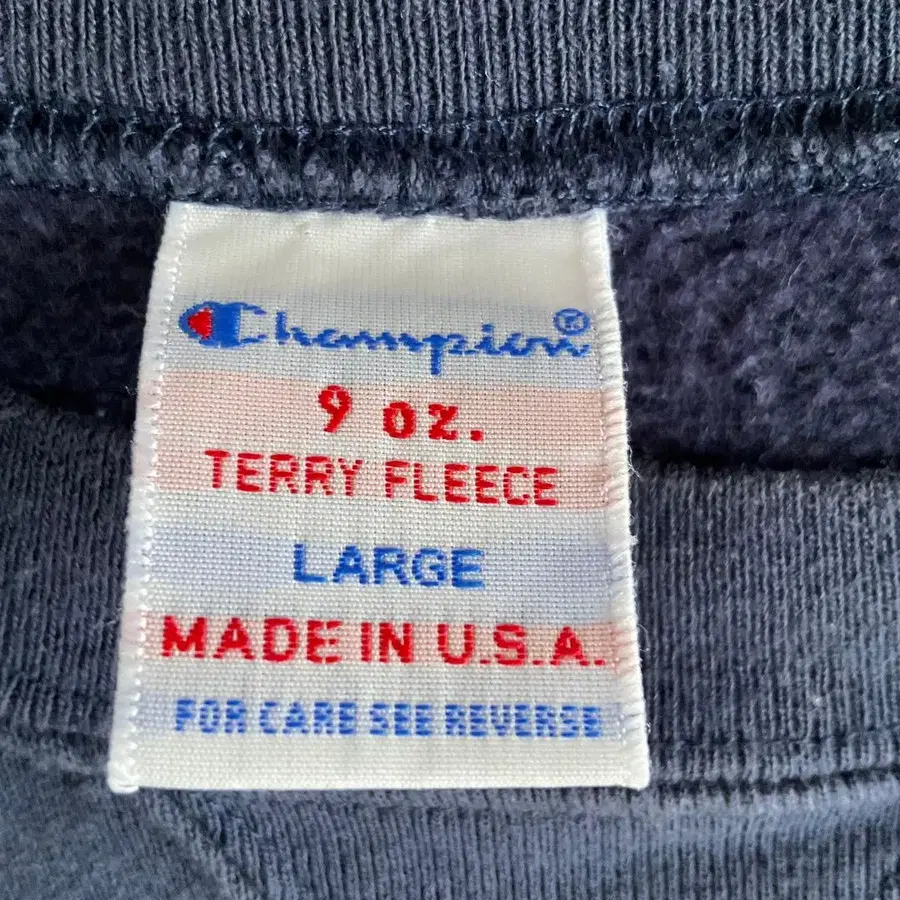 Champion®
9 oz.
TERRY FLEECE
LARGE
MADE IN U.S.A.
FOR CARE SEE REVERSE